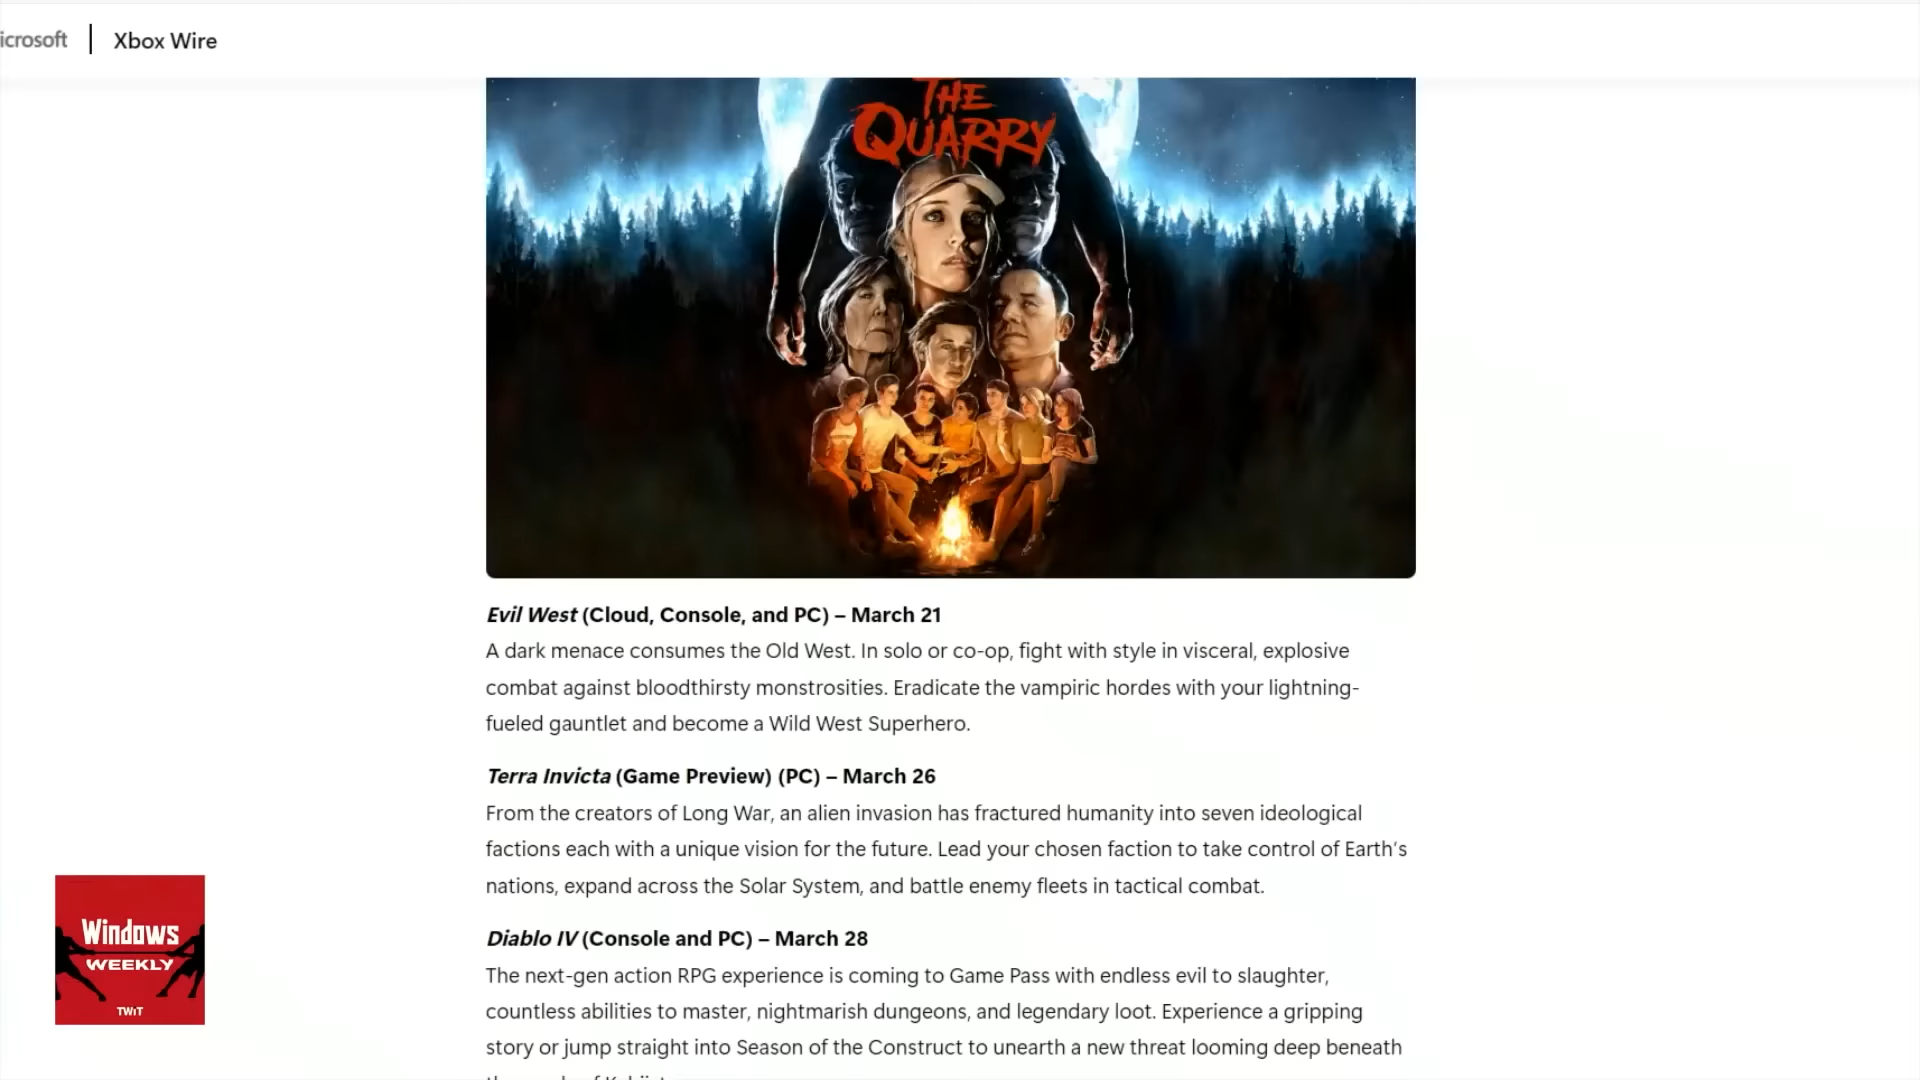 icrosoft | Xbox Wire
THE
QUARRY
Evil West (Cloud, Console, and PC) – March 21
A dark menace consumes the Old West. In solo or co-op, fight with style in visceral, explosive
combat against bloodthirsty monstrosities. Eradicate the vampiric hordes with your lightning-
fueled gauntlet and become a Wild West Superhero.
Terra Invicta (Game Preview) (PC) – March 26
From the creators of Long War, an alien invasion has fractured humanity into seven ideological
factions each with a unique vision for the future. Lead your chosen faction to take control of Earth’s
nations, expand across the Solar System, and battle enemy fleets in tactical combat.
Diablo IV (Console and PC) – March 28
The next-gen action RPG experience is coming to Game Pass with endless evil to slaughter,
countless abilities to master, nightmarish dungeons, and legendary loot. Experience a gripping
story or jump straight into Season of the Construct to unearth a new threat looming deep beneath
Windows
WEEKLY
TWiT